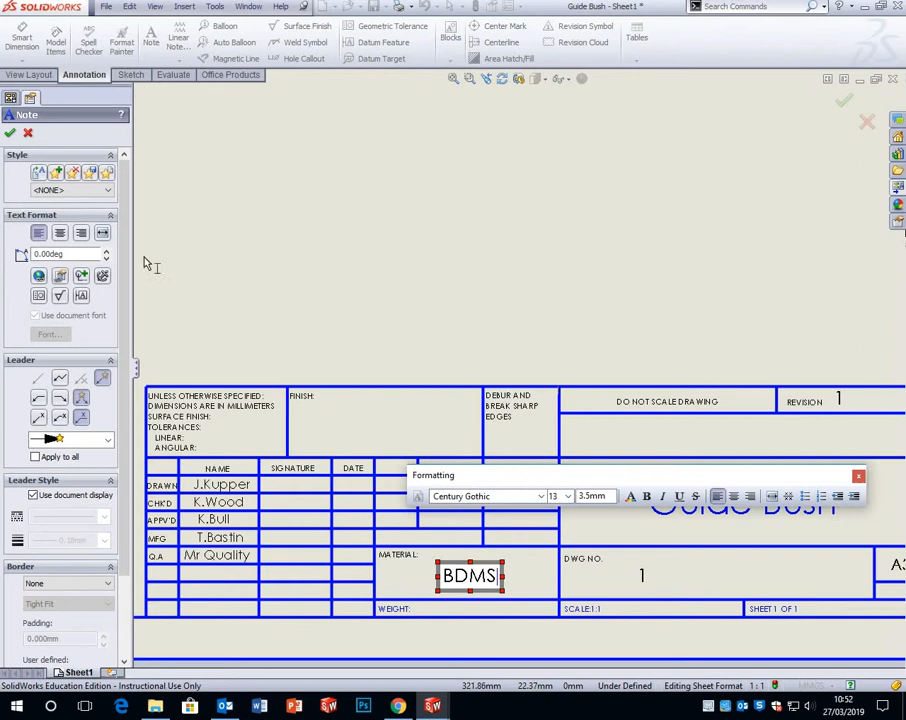 SOLIDWORKS
File Edit View Insert Tools Window Help
Guide Bush - Sheet1 *
Search Commands
Smart Dimension
Model Items
Spell Checker
Format Painter
Note
Linear Note...
Balloon
Auto Balloon
Magnetic Line
Surface Finish
Weld Symbol
Hole Callout
Geometric Tolerance
Datum Feature
Datum Target
Blocks
Center Mark
Centerline
Area Hatch/Fill
Revision Symbol
Revision Cloud
Tables
View Layout Annotation Sketch Evaluate Office Products
Note ?
Style
<NONE>
Text Format
0.00deg
Use document font
Font...
Leader
Apply to all
Leader Style
Use document display
0.18mm
Border
None
Tight Fit
Padding:
0.000mm
User defined:
UNLESS OTHERWISE SPECIFIED:
DIMENSIONS ARE IN MILLIMETERS
SURFACE FINISH:
TOLERANCES:
LINEAR:
ANGULAR:
FINISH:
DEBUR AND
BREAK SHARP
EDGES
DO NOT SCALE DRAWING
REVISION 1
NAME SIGNATURE DATE
DRAWN J.Kupper
CHK'D K.Wood
APPV'D K.Bull
MFG T.Bastin
Q.A Mr Quality
Formatting
Century Gothic 13 3.5mm
Guide Bush
MATERIAL:
BDMS
DWG NO.
1
A3
WEIGHT:
SCALE:1:1
SHEET 1 OF 1
Sheet1
SolidWorks Education Edition - Instructional Use Only
321.86mm 22.37mm 0mm Under Defined Editing Sheet Format 1 : 1
MMGS
10:52
27/03/2019